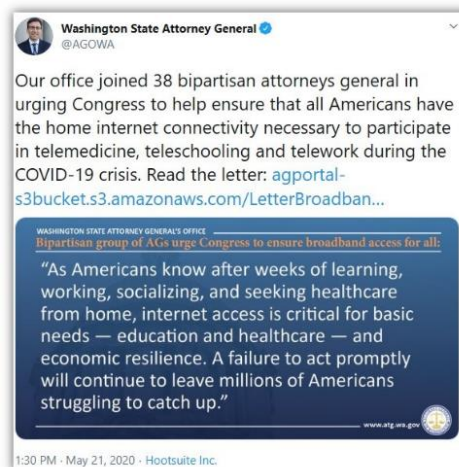 Washington State Attorney General
@AGOWA
Our office joined 38 bipartisan attorneys general in
urging Congress to help ensure that all Americans have
the home internet connectivity necessary to participate
in telemedicine, teleschooling and telework during the
COVID-19 crisis. Read the letter: agportal-
s3bucket.s3.amazonaws.com/LetterBroadban...
WASHINGTON STATE ATTORNEY GENERAL'S OFFICE
Bipartisan group of AGs urge Congress to ensure broadband access for all:
“As Americans know after weeks of learning,
working, socializing, and seeking healthcare
from home, internet access is critical for basic
needs — education and healthcare — and
economic resilience. A failure to act promptly
will continue to leave millions of Americans
struggling to catch up.”
www.atg.wa.gov
1:30 PM · May 21, 2020 · Hootsuite Inc.